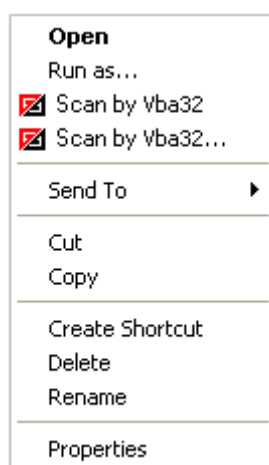 Open
Run as...
Scan by Vba32
Scan by Vba32...
Send To
Cut
Copy
Create Shortcut
Delete
Rename
Properties